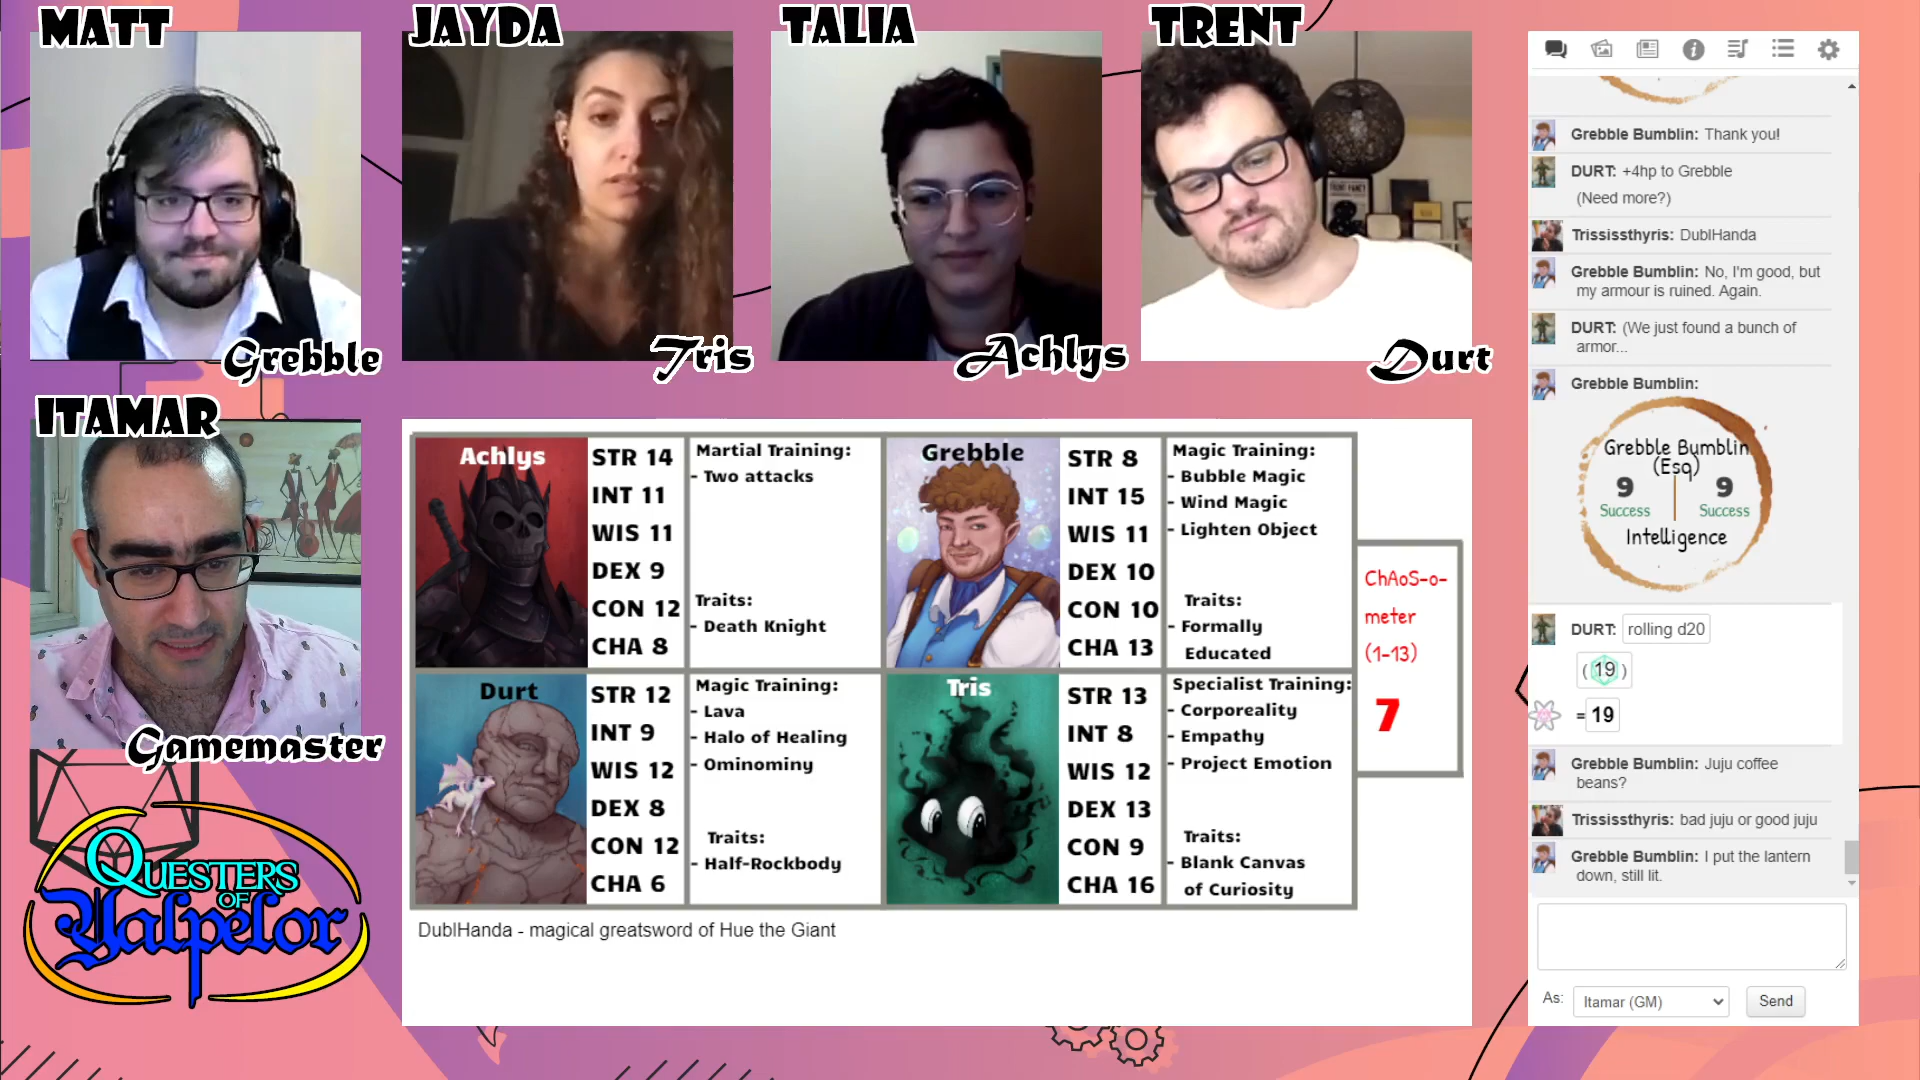 MATT
JAYDA
TALIA
TRENT
Grebble
Tris
Achlys
Durt
ITAMAR
Gamemaster
QUESTERS
OF
Yalpelor
Achlys
STR 14
INT 11
WIS 11
DEX 9
CON 12
CHA 8
Martial Training:
- Two attacks
Traits:
- Death Knight
Grebble
STR 8
INT 15
WIS 11
DEX 10
CON 10
CHA 13
Magic Training:
- Bubble Magic
- Wind Magic
- Lighten Object
Traits:
- Formally
Educated
Durt
STR 12
INT 9
WIS 12
DEX 8
CON 12
CHA 6
Magic Training:
- Lava
- Halo of Healing
- Ominominy
Traits:
- Half-Rockbody
Tris
STR 13
INT 8
WIS 12
DEX 13
CON 9
CHA 16
Specialist Training:
- Corporeality
- Empathy
- Project Emotion
Traits:
- Blank Canvas
of Curiosity
ChAoS-o-
meter
(1-13)
7
DublHanda - magical greatsword of Hue the Giant
Grebble Bumblin: Thank you!
DURT: +4hp to Grebble
(Need more?)
Trississthyris: DublHanda
Grebble Bumblin: No, I'm good, but
my armour is ruined. Again.
DURT: (We just found a bunch of
armor...
Grebble Bumblin:
Grebble Bumblin
(Esq)
9 9
Success Success
Intelligence
DURT: rolling d20
(19)
=19
Grebble Bumblin: Juju coffee
beans?
Trississthyris: bad juju or good juju
Grebble Bumblin: I put the lantern
down, still lit.
As: Itamar (GM) Send